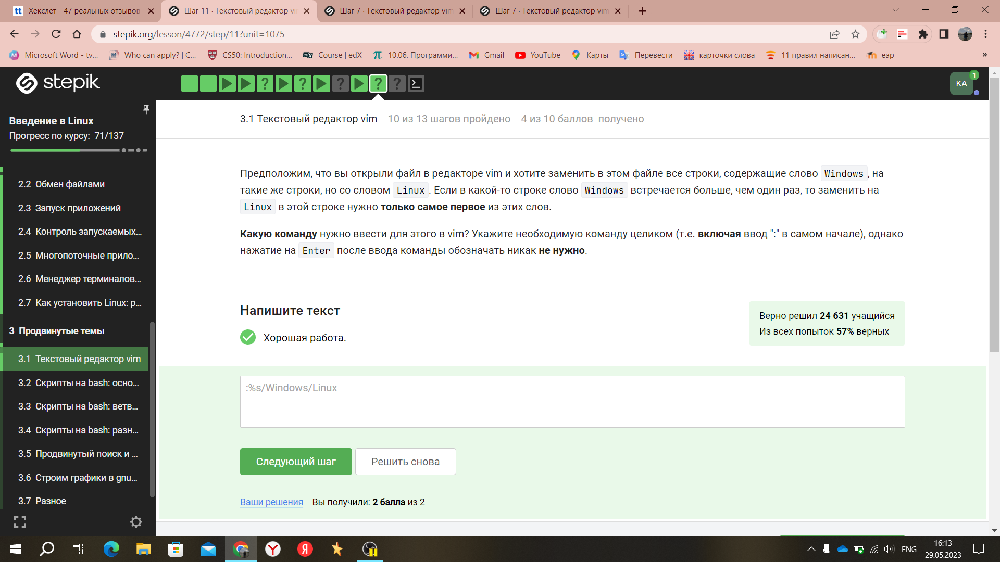 Хекслет - 47 реальных отзывов
Шаг 11 · Текстовый редактор vi
Шаг 7 · Текстовый редактор vim
Шаг 7 · Текстовый редактор vim
stepik.org/lesson/4772/step/11?unit=1075
Microsoft Word - tv...
Who can apply? | C...
CS50: Introduction...
edX
Course | edX
10.06. Программи...
Gmail
YouTube
Карты
Перевести
карточки слова
11 правил написан...
eap
»
stepik
KA
1
Введение в Linux
Прогресс по курсу: 71/137
2.2 Обмен файлами
2.3 Запуск приложений
2.4 Контроль запускаемых...
2.5 Многопоточные прило...
2.6 Менеджер терминалов...
2.7 Как установить Linux: р...
3 Продвинутые темы
3.1 Текстовый редактор vim
3.2 Скрипты на bash: осно...
3.3 Скрипты на bash: ветв...
3.4 Скрипты на bash: разн...
3.5 Продвинутый поиск и ...
3.6 Строим графики в gnu...
3.7 Разное
3.1 Текстовый редактор vim 10 из 13 шагов пройдено 4 из 10 баллов получено
Предположим, что вы открыли файл в редакторе vim и хотите заменить в этом файле все строки, содержащие слово Windows, на
такие же строки, но со словом Linux. Если в какой-то строке слово Windows встречается больше, чем один раз, то заменить на
Linux в этой строке нужно только самое первое из этих слов.
Какую команду нужно ввести для этого в vim? Укажите необходимую команду целиком (т.е. включая ввод ":" в самом начале), однако
нажатие на Enter после ввода команды обозначать никак не нужно.
Напишите текст
Хорошая работа.
Верно решил 24 631 учащийся
Из всех попыток 57% верных
:%s/Windows/Linux
Следующий шаг
Решить снова
Ваши решения Вы получили: 2 балла из 2
ENG
16:13
29.05.2023